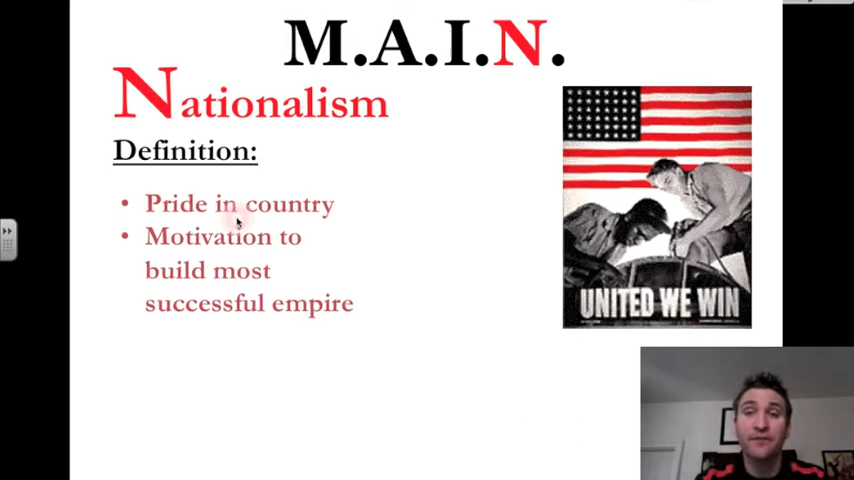 M.A.I.N.
Nationalism
Definition:
• Pride in country
• Motivation to
build most
successful empire
UNITED WE WIN